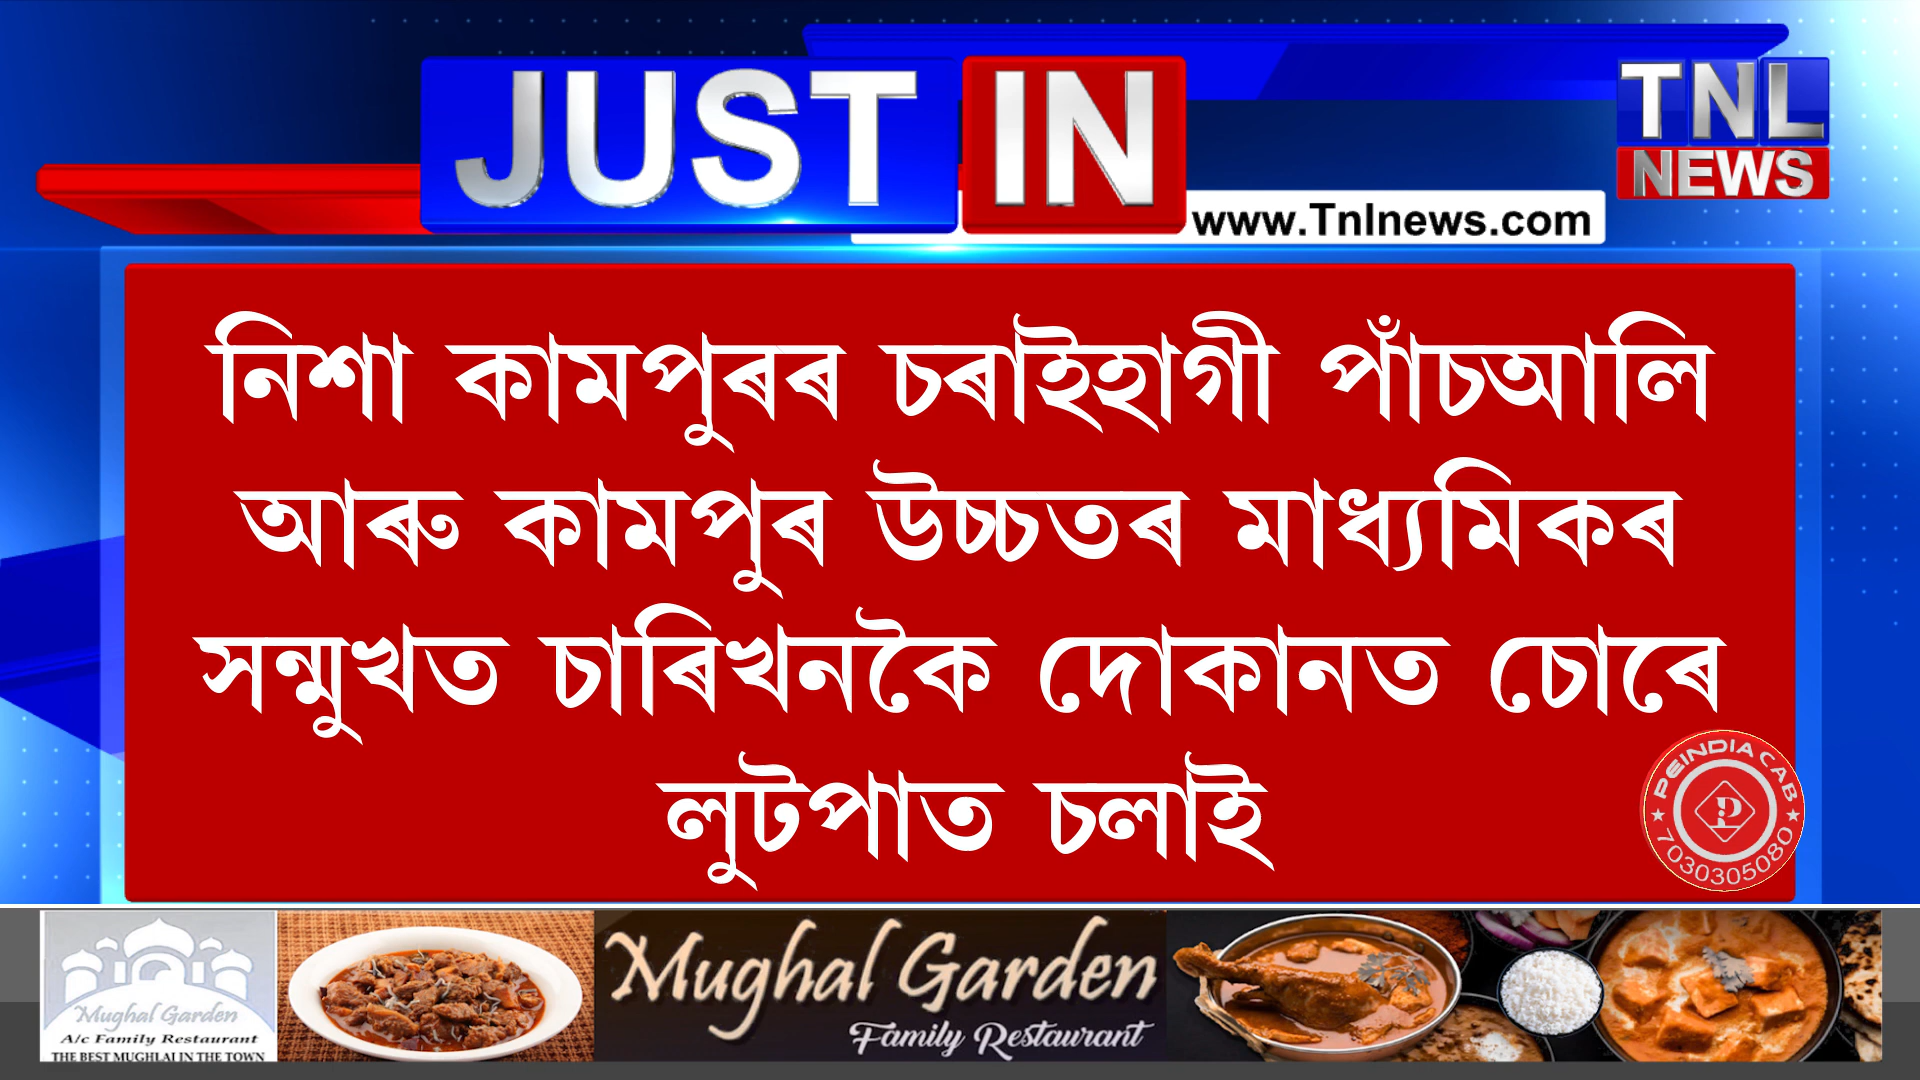 JUST IN
TNL
NEWS
www.Tnlnews.com
নিশা কামপুৰৰ চৰাইহাগী পাঁচআলি
আৰু কামপুৰ উচ্চতৰ মাধ্যমিকৰ
সন্মুখত চাৰিখনকৈ দোকানত চোৰে
লুটপাত চলাই
PEINDIA CAB
7030305080
Mughal Garden
A/c Family Restaurant
THE BEST MUGHLAI IN THE TOWN
Mughal Garden
Family Restaurant